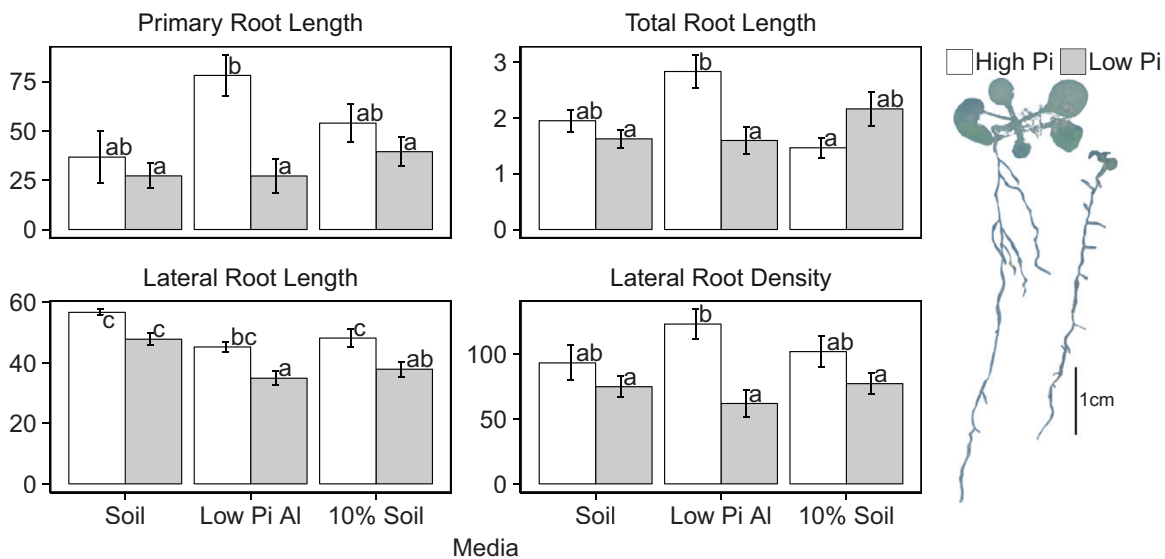 Primary Root Length
75
50
25
0
ab
a
b
a
ab
a
Total Root Length
3
2
1
0
ab
a
b
a
a
ab
High Pi
Low Pi
Lateral Root Length
60
40
20
0
c
c
bc
a
c
ab
Soil
Low Pi Al
10% Soil
Lateral Root Density
100
50
0
ab
a
b
a
ab
a
Soil
Low Pi Al
10% Soil
1cm
Media